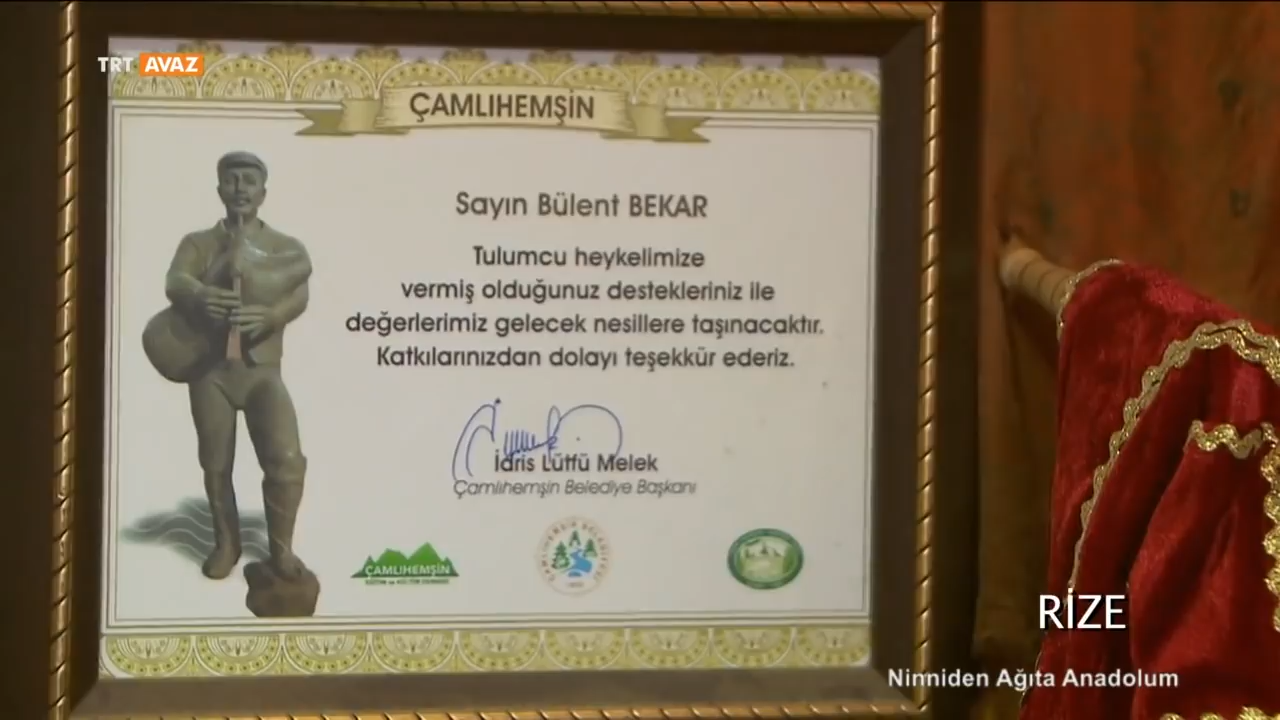 TRT AVAZ
ÇAMLIHEMŞİN
Sayın Bülent BEKAR
Tulumcu heykelimize
vermiş olduğunuz destekleriniz ile
değerlerimiz gelecek nesillere taşınacaktır.
Katkılarınızdan dolayı teşekkür ederiz.
İdris Lütfü Melek
Çamlıhemşin Belediye Başkanı
ÇAMLIHEMŞİN
RİZE
Ninniden Ağıta Anadolum